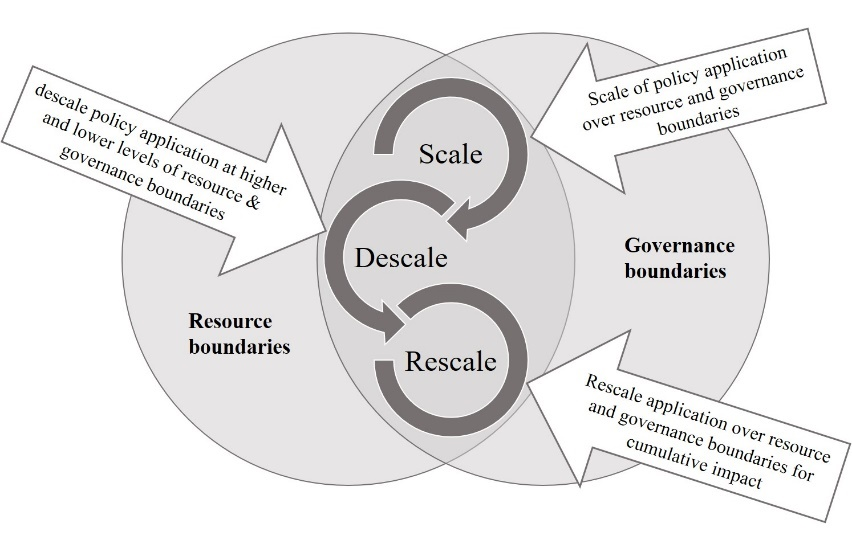 descale policy application at higher
and lower levels of resource &
governance boundaries
Scale of policy application
over resource and governance
boundaries
Scale
Descale
Rescale
Governance
boundaries
Resource
boundaries
Rescale application over resource
and governance boundaries for
cumulative impact